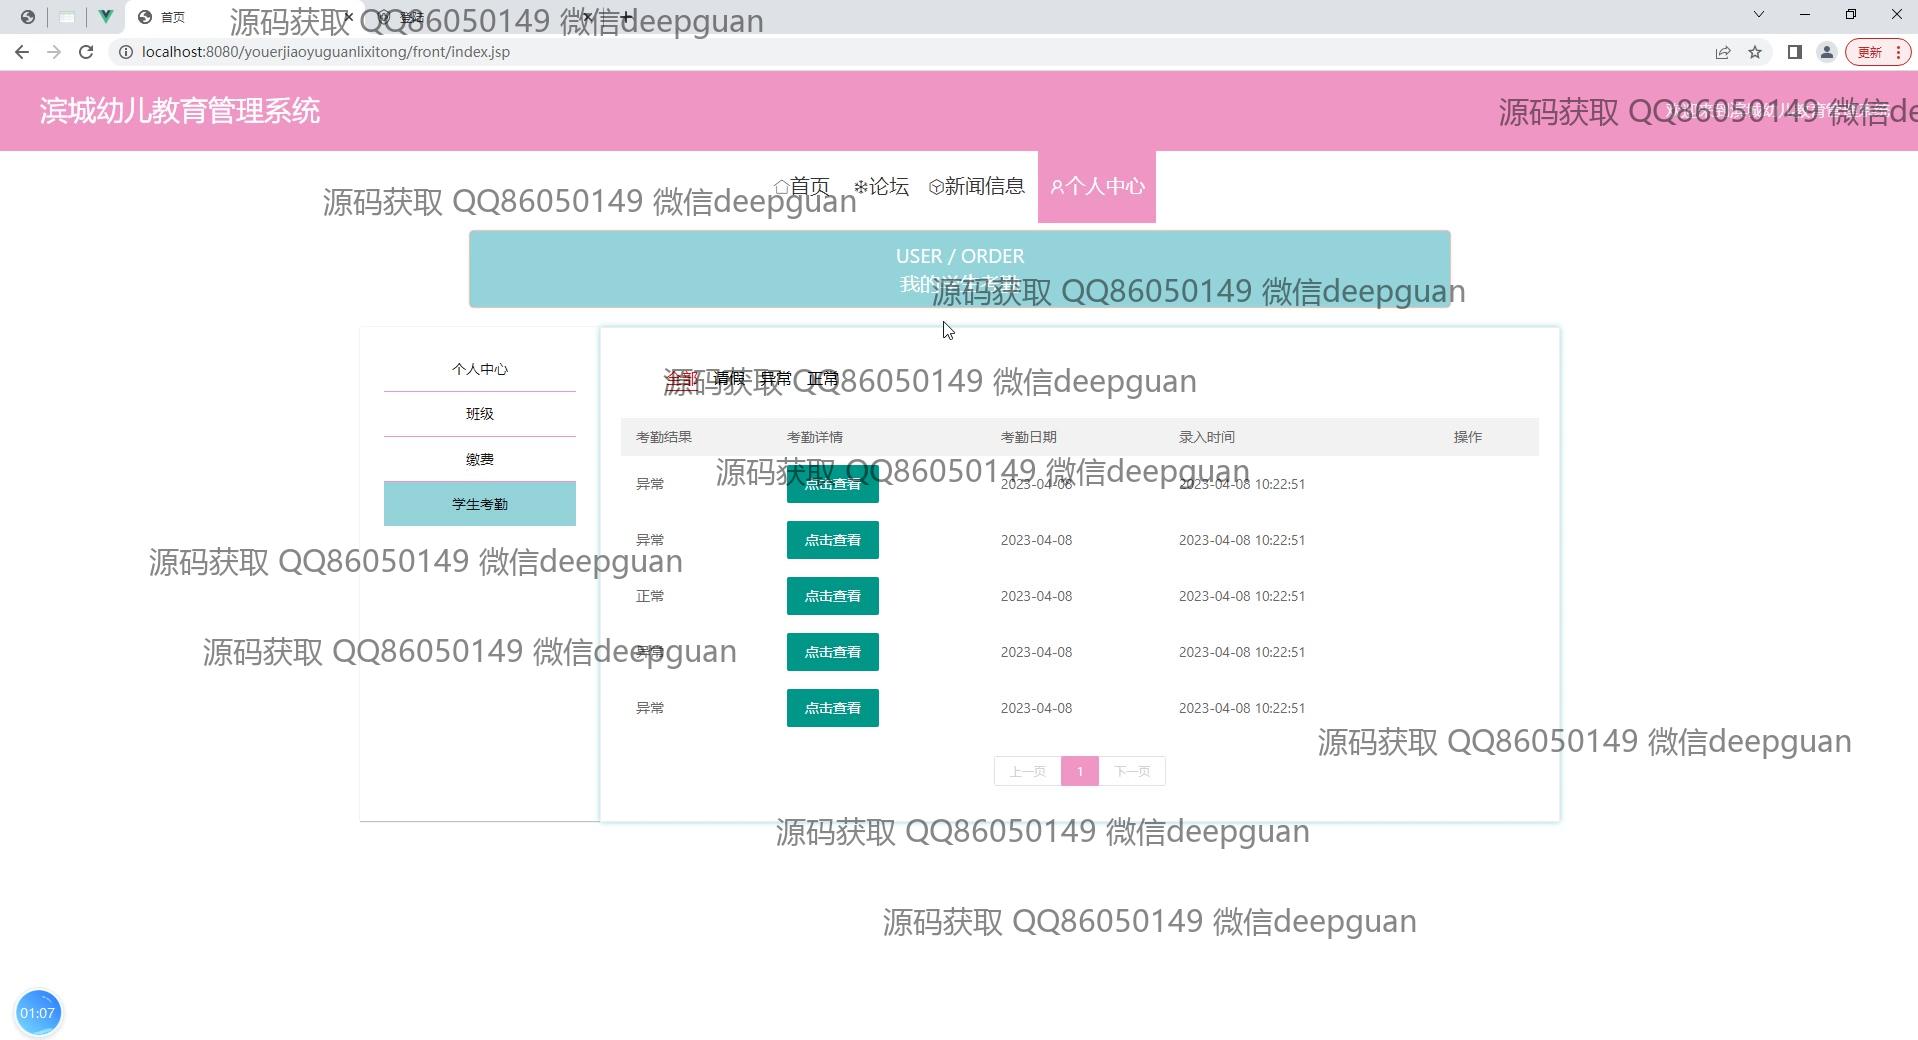 首页
登陆
源码获取 QQ86050149 微信deepguan
localhost:8080/youerjiaoyuguanlixitong/front/index.jsp
更新
滨城幼儿教育管理系统
源码获取 QQ86050149 微信de
首页 论坛 新闻信息 个人中心
源码获取 QQ86050149 微信deepguan
USER / ORDER
我的学生考勤
源码获取 QQ86050149 微信deepguan
个人中心
班级
缴费
学生考勤
全部 请假 异常 正常
源码获取 QQ86050149 微信deepguan
考勤结果 考勤详情 考勤日期 录入时间 操作
源码获取 QQ86050149 微信deepguan
异常 点击查看 2023-04-08 2023-04-08 10:22:51
异常 点击查看 2023-04-08 2023-04-08 10:22:51
源码获取 QQ86050149 微信deepguan
正常 点击查看 2023-04-08 2023-04-08 10:22:51
源码获取 QQ86050149 微信deepguan
异常 点击查看 2023-04-08 2023-04-08 10:22:51
异常 点击查看 2023-04-08 2023-04-08 10:22:51
源码获取 QQ86050149 微信deepguan
上一页 1 下一页
源码获取 QQ86050149 微信deepguan
源码获取 QQ86050149 微信deepguan
01:07